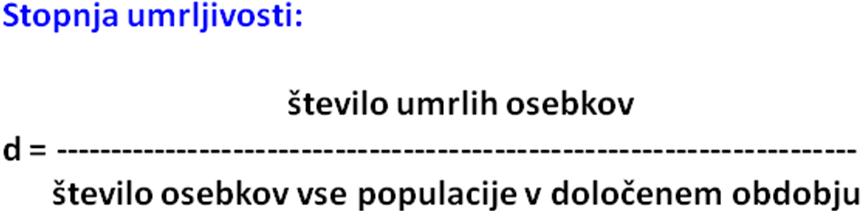 Stopnja umrljivosti:
število umrlih osebkov
d = --------------------------------------------------------------------------
število osebkov vse populacije v določenem obdobju